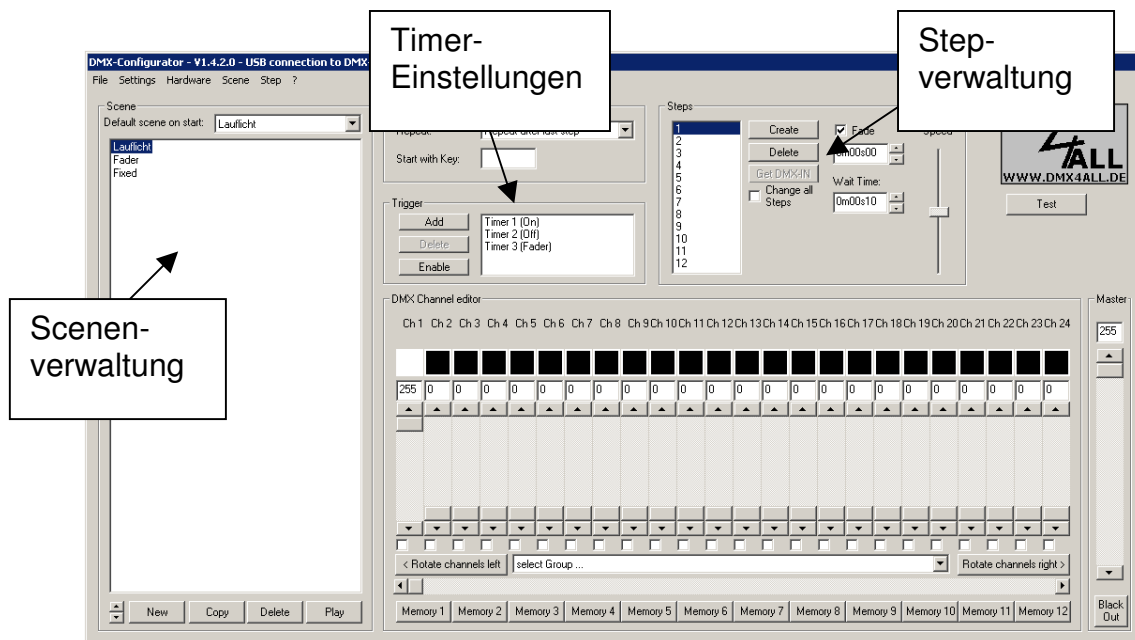 Timer-
Einstellungen
Step-
verwaltung
DMX-Configurator - V1.4.2.0 - USB connection to DMX-
File Settings Hardware Scene Step ?
Scene
Default scene on start: Lauflicht
Lauflicht
Fader
Fixed
Scenen-
verwaltung
New Copy Delete Play
Repeat: Repeat after last step
Start with Key:
Trigger
Add
Delete
Enable
Timer 1 (On)
Timer 2 (Off)
Timer 3 (Fader)
Steps
1
2
3
4
5
6
7
8
9
10
11
12
Create
Delete
Get DMX-IN
Change all
Steps
Fade
0m00s00
Wait Time:
0m00s10
Speed
4ALL
WWW.DMX4ALL.DE
Test
DMX Channel editor
Ch 1 Ch 2 Ch 3 Ch 4 Ch 5 Ch 6 Ch 7 Ch 8 Ch 9 Ch 10 Ch 11 Ch 12 Ch 13 Ch 14 Ch 15 Ch 16 Ch 17 Ch 18 Ch 19 Ch 20 Ch 21 Ch 22 Ch 23 Ch 24
255 0 0 0 0 0 0 0 0 0 0 0 0 0 0 0 0 0 0 0 0 0 0 0
< Rotate channels left select Group ... Rotate channels right >
Memory 1 Memory 2 Memory 3 Memory 4 Memory 5 Memory 6 Memory 7 Memory 8 Memory 9 Memory 10 Memory 11 Memory 12
Master
255
Black
Out